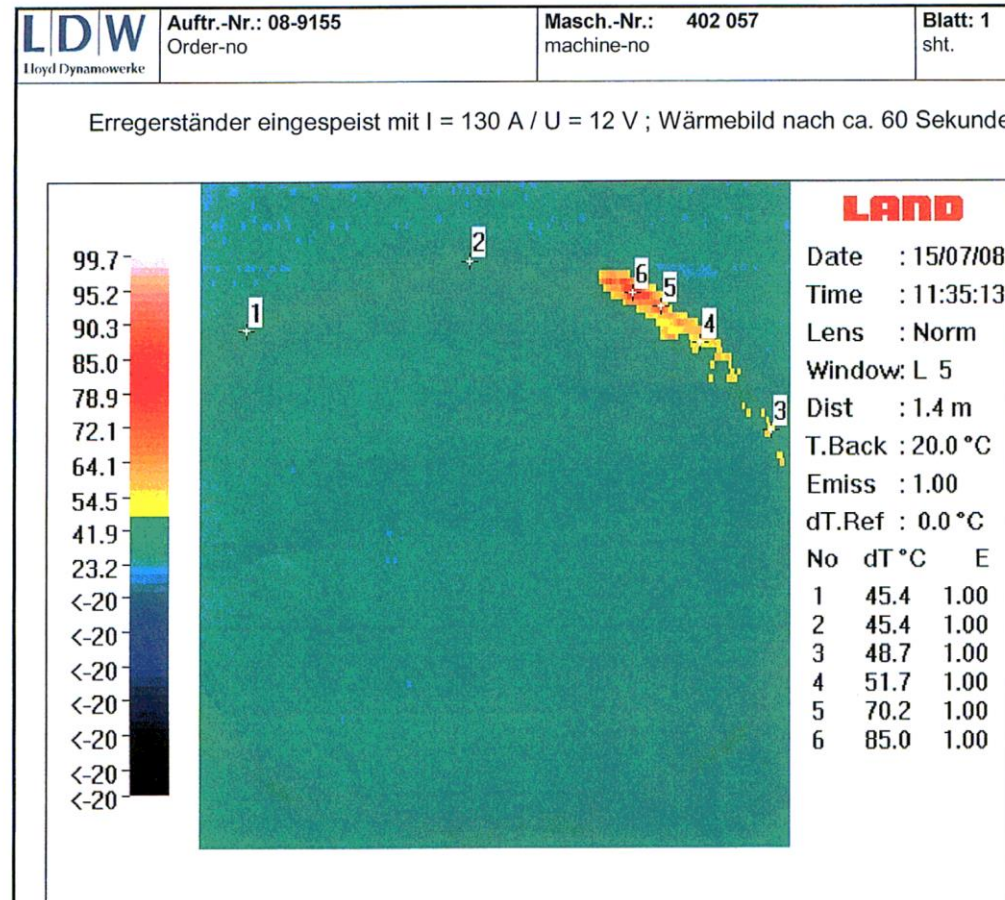 LDW
Lloyd Dynamowerke
Auftr.-Nr.: 08-9155
Order-no
Masch.-Nr.: 402 057
machine-no
Blatt: 1
sht.
Erregerständer eingespeist mit I = 130 A / U = 12 V ; Wärmebild nach ca. 60 Sekunde
99.7
95.2
90.3
85.0
78.9
72.1
64.1
54.5
41.9
23.2
<-20
<-20
<-20
<-20
<-20
<-20
<-20
1
2
6
5
4
3
LAND
Date : 15/07/08
Time : 11:35:13
Lens : Norm
Window: L 5
Dist : 1.4 m
T.Back : 20.0 °C
Emiss : 1.00
dT.Ref : 0.0 °C
No dT °C E
1 45.4 1.00
2 45.4 1.00
3 48.7 1.00
4 51.7 1.00
5 70.2 1.00
6 85.0 1.00